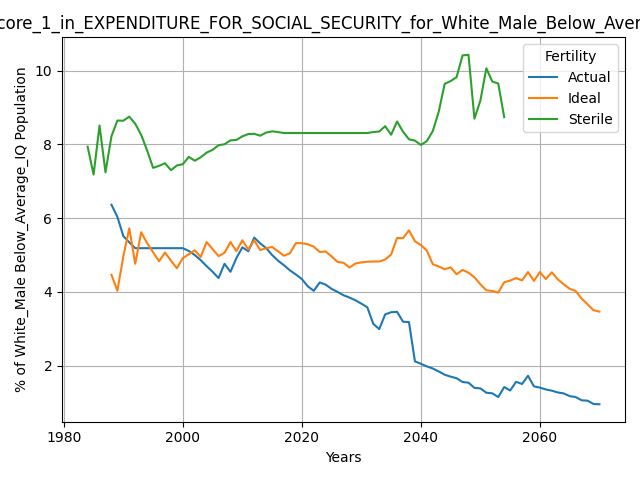 core_1_in_EXPENDITURE_FOR_SOCIAL_SECURITY_for_White_Male_Below_Aver
Fertility
Actual
Ideal
Sterile
% of White_Male Below_Average_IQ Population
10
8
6
4
2
1980 2000 2020 2040 2060
Years